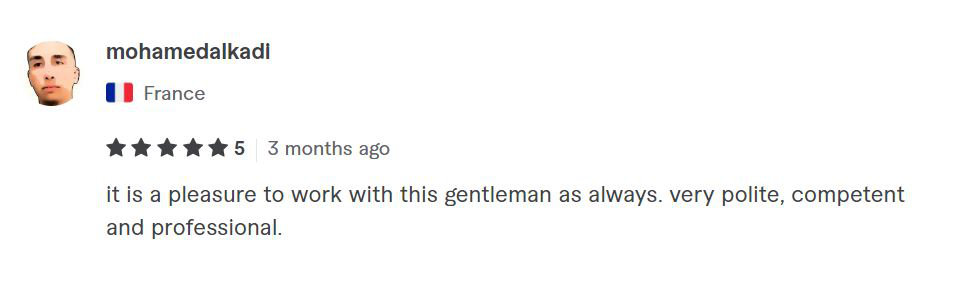 mohamedalkadi
France
5 3 months ago
it is a pleasure to work with this gentleman as always. very polite, competent
and professional.